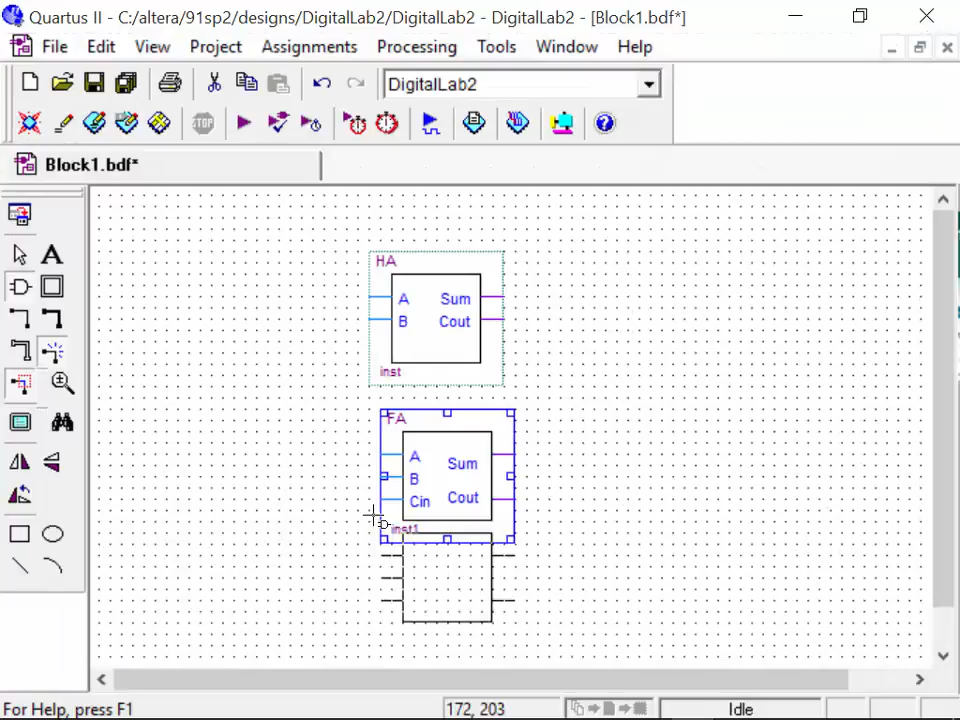 Quartus II - C:/altera/91sp2/designs/DigitalLab2/DigitalLab2 - DigitalLab2 - [Block1.bdf*]
File Edit View Project Assignments Processing Tools Window Help
DigitalLab2
STOP
Block1.bdf*
A
HA
A Sum
B Cout
inst
FA
A Sum
B
Cin Cout
inst1
For Help, press F1 172, 203 Idle